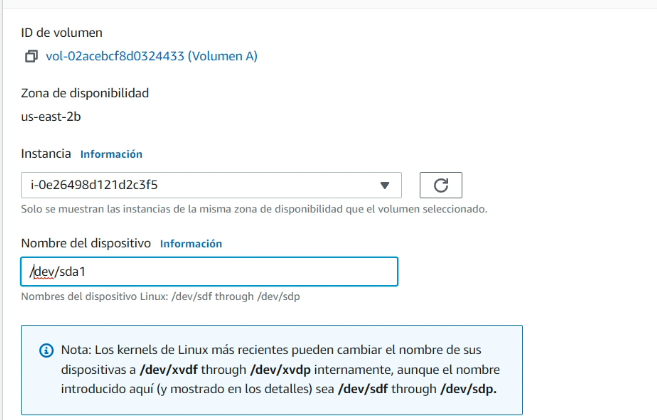 ID de volumen
vol-02acebcf8d0324433 (Volumen A)
Zona de disponibilidad
us-east-2b
Instancia Información
i-0e26498d121d2c3f5
Solo se muestran las instancias de la misma zona de disponibilidad que el volumen seleccionado.
Nombre del dispositivo Información
/dev/sda1
Nombres del dispositivo Linux: /dev/sdf through /dev/sdp
Nota: Los kernels de Linux más recientes pueden cambiar el nombre de sus
dispositivas a /dev/xvdf through /dev/xvdp internamente, aunque el nombre
introducido aquí (y mostrado en los detalles) sea /dev/sdf through /dev/sdp.